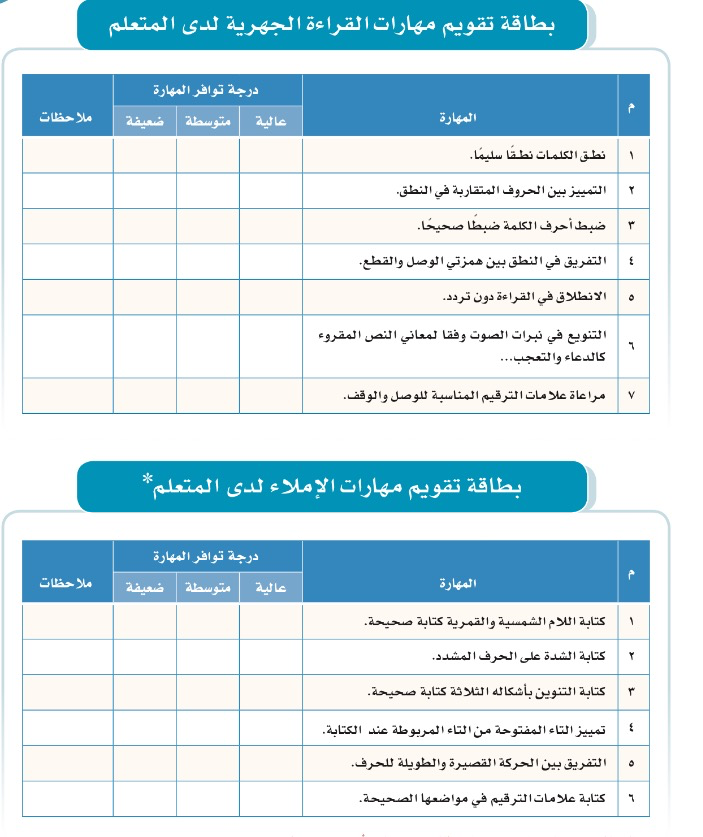 بطاقة تقويم مهارات القراءة الجهرية لدى المتعلم
م المهارة درجة توافر المهارة ملاحظات
عالية متوسطة ضعيفة
١ نطق الكلمات نطقًا سليمًا.
٢ التمييز بين الحروف المتقاربة في النطق.
٣ ضبط أحرف الكلمة ضبطًا صحيحًا.
٤ التفريق في النطق بين همزتي الوصل والقطع.
٥ الانطلاق في القراءة دون تردد.
٦ التنويع في نبرات الصوت وفقا لمعاني النص المقروء
كالدعاء والتعجب...
٧ مراعاة علامات الترقيم المناسبة للوصل والوقف.
بطاقة تقويم مهارات الإملاء لدى المتعلم*
م المهارة درجة توافر المهارة ملاحظات
عالية متوسطة ضعيفة
١ كتابة اللام الشمسية والقمرية كتابة صحيحة.
٢ كتابة الشدة على الحرف المشدد.
٣ كتابة التنوين بأشكاله الثلاثة كتابة صحيحة.
٤ تمييز التاء المفتوحة من التاء المربوطة عند الكتابة.
٥ التفريق بين الحركة القصيرة والطويلة للحرف.
٦ كتابة علامات الترقيم في مواضعها الصحيحة.